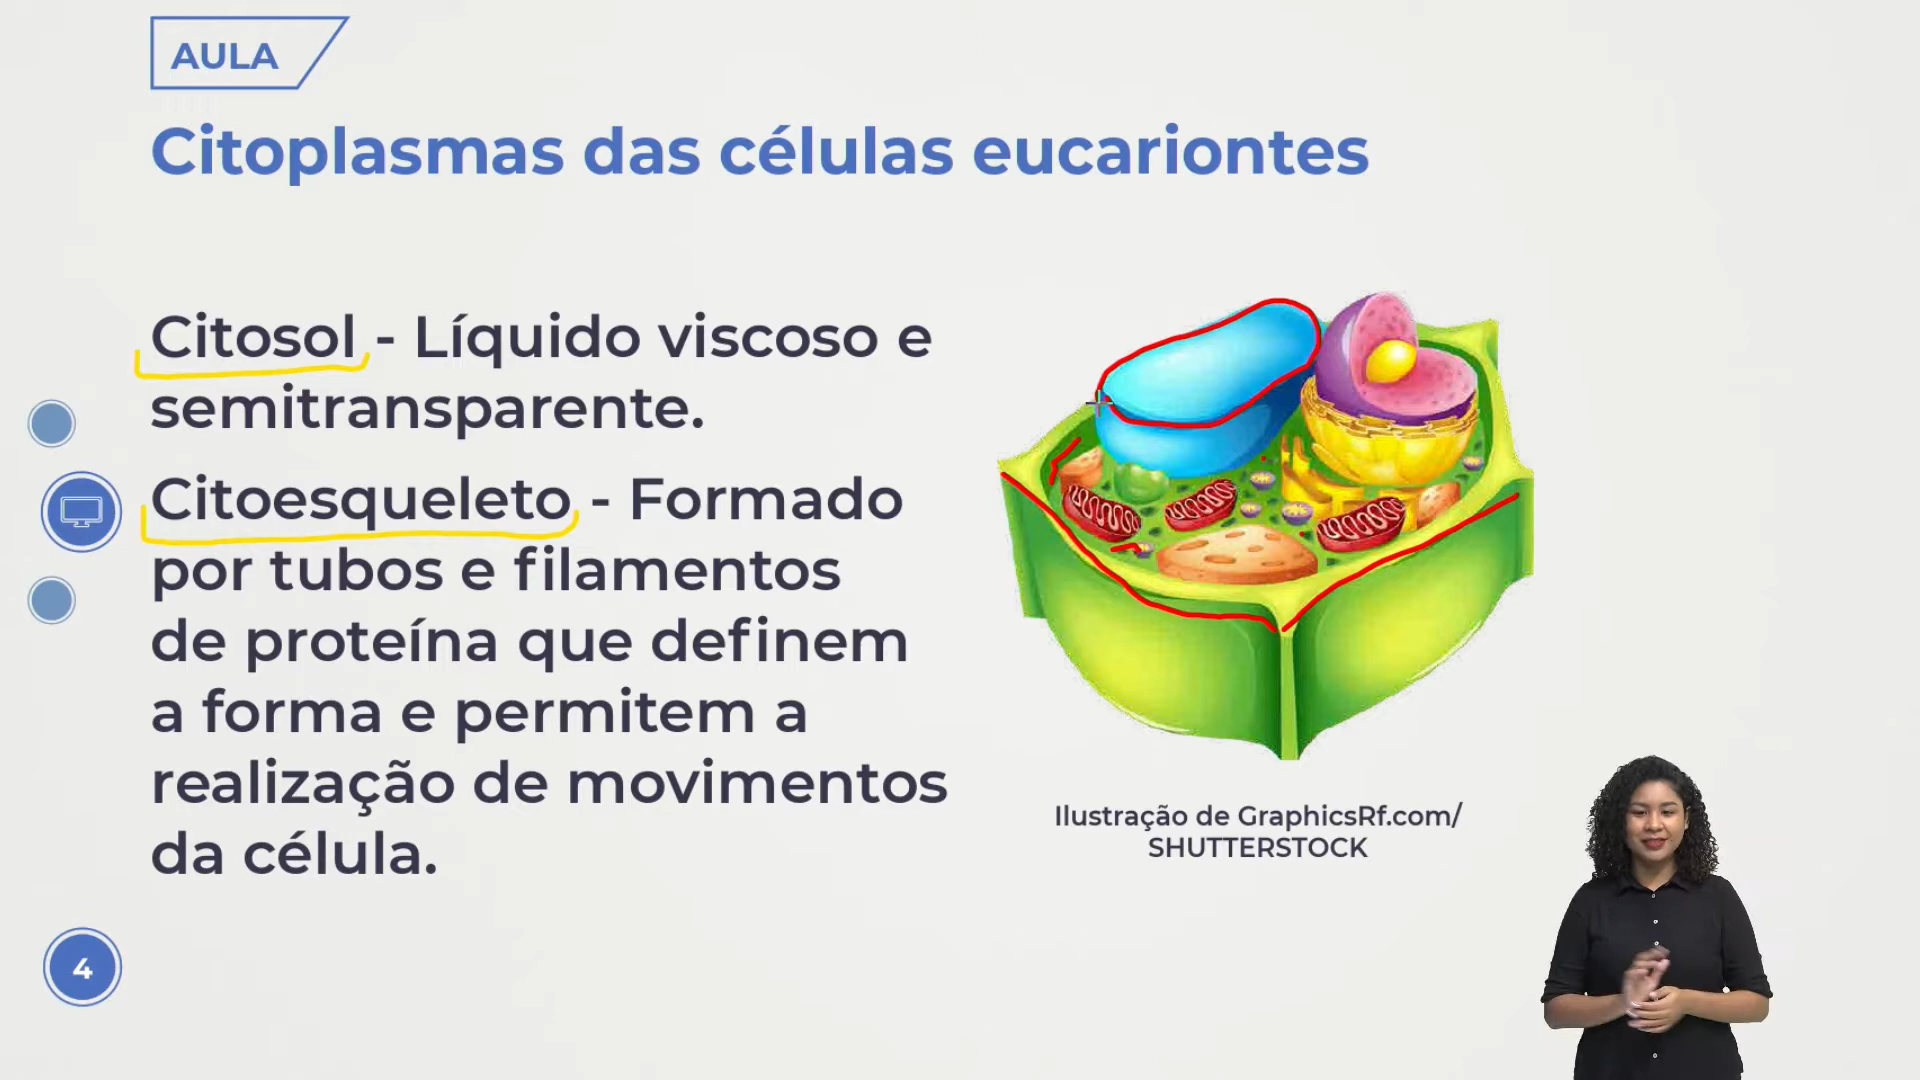 AULA
Citoplasmas das células eucariontes
Citosol - Líquido viscoso e
semitransparente.
Citoesqueleto - Formado
por tubos e filamentos
de proteína que definem
a forma e permitem a
realização de movimentos
da célula.
Ilustração de GraphicsRf.com/
SHUTTERSTOCK
4